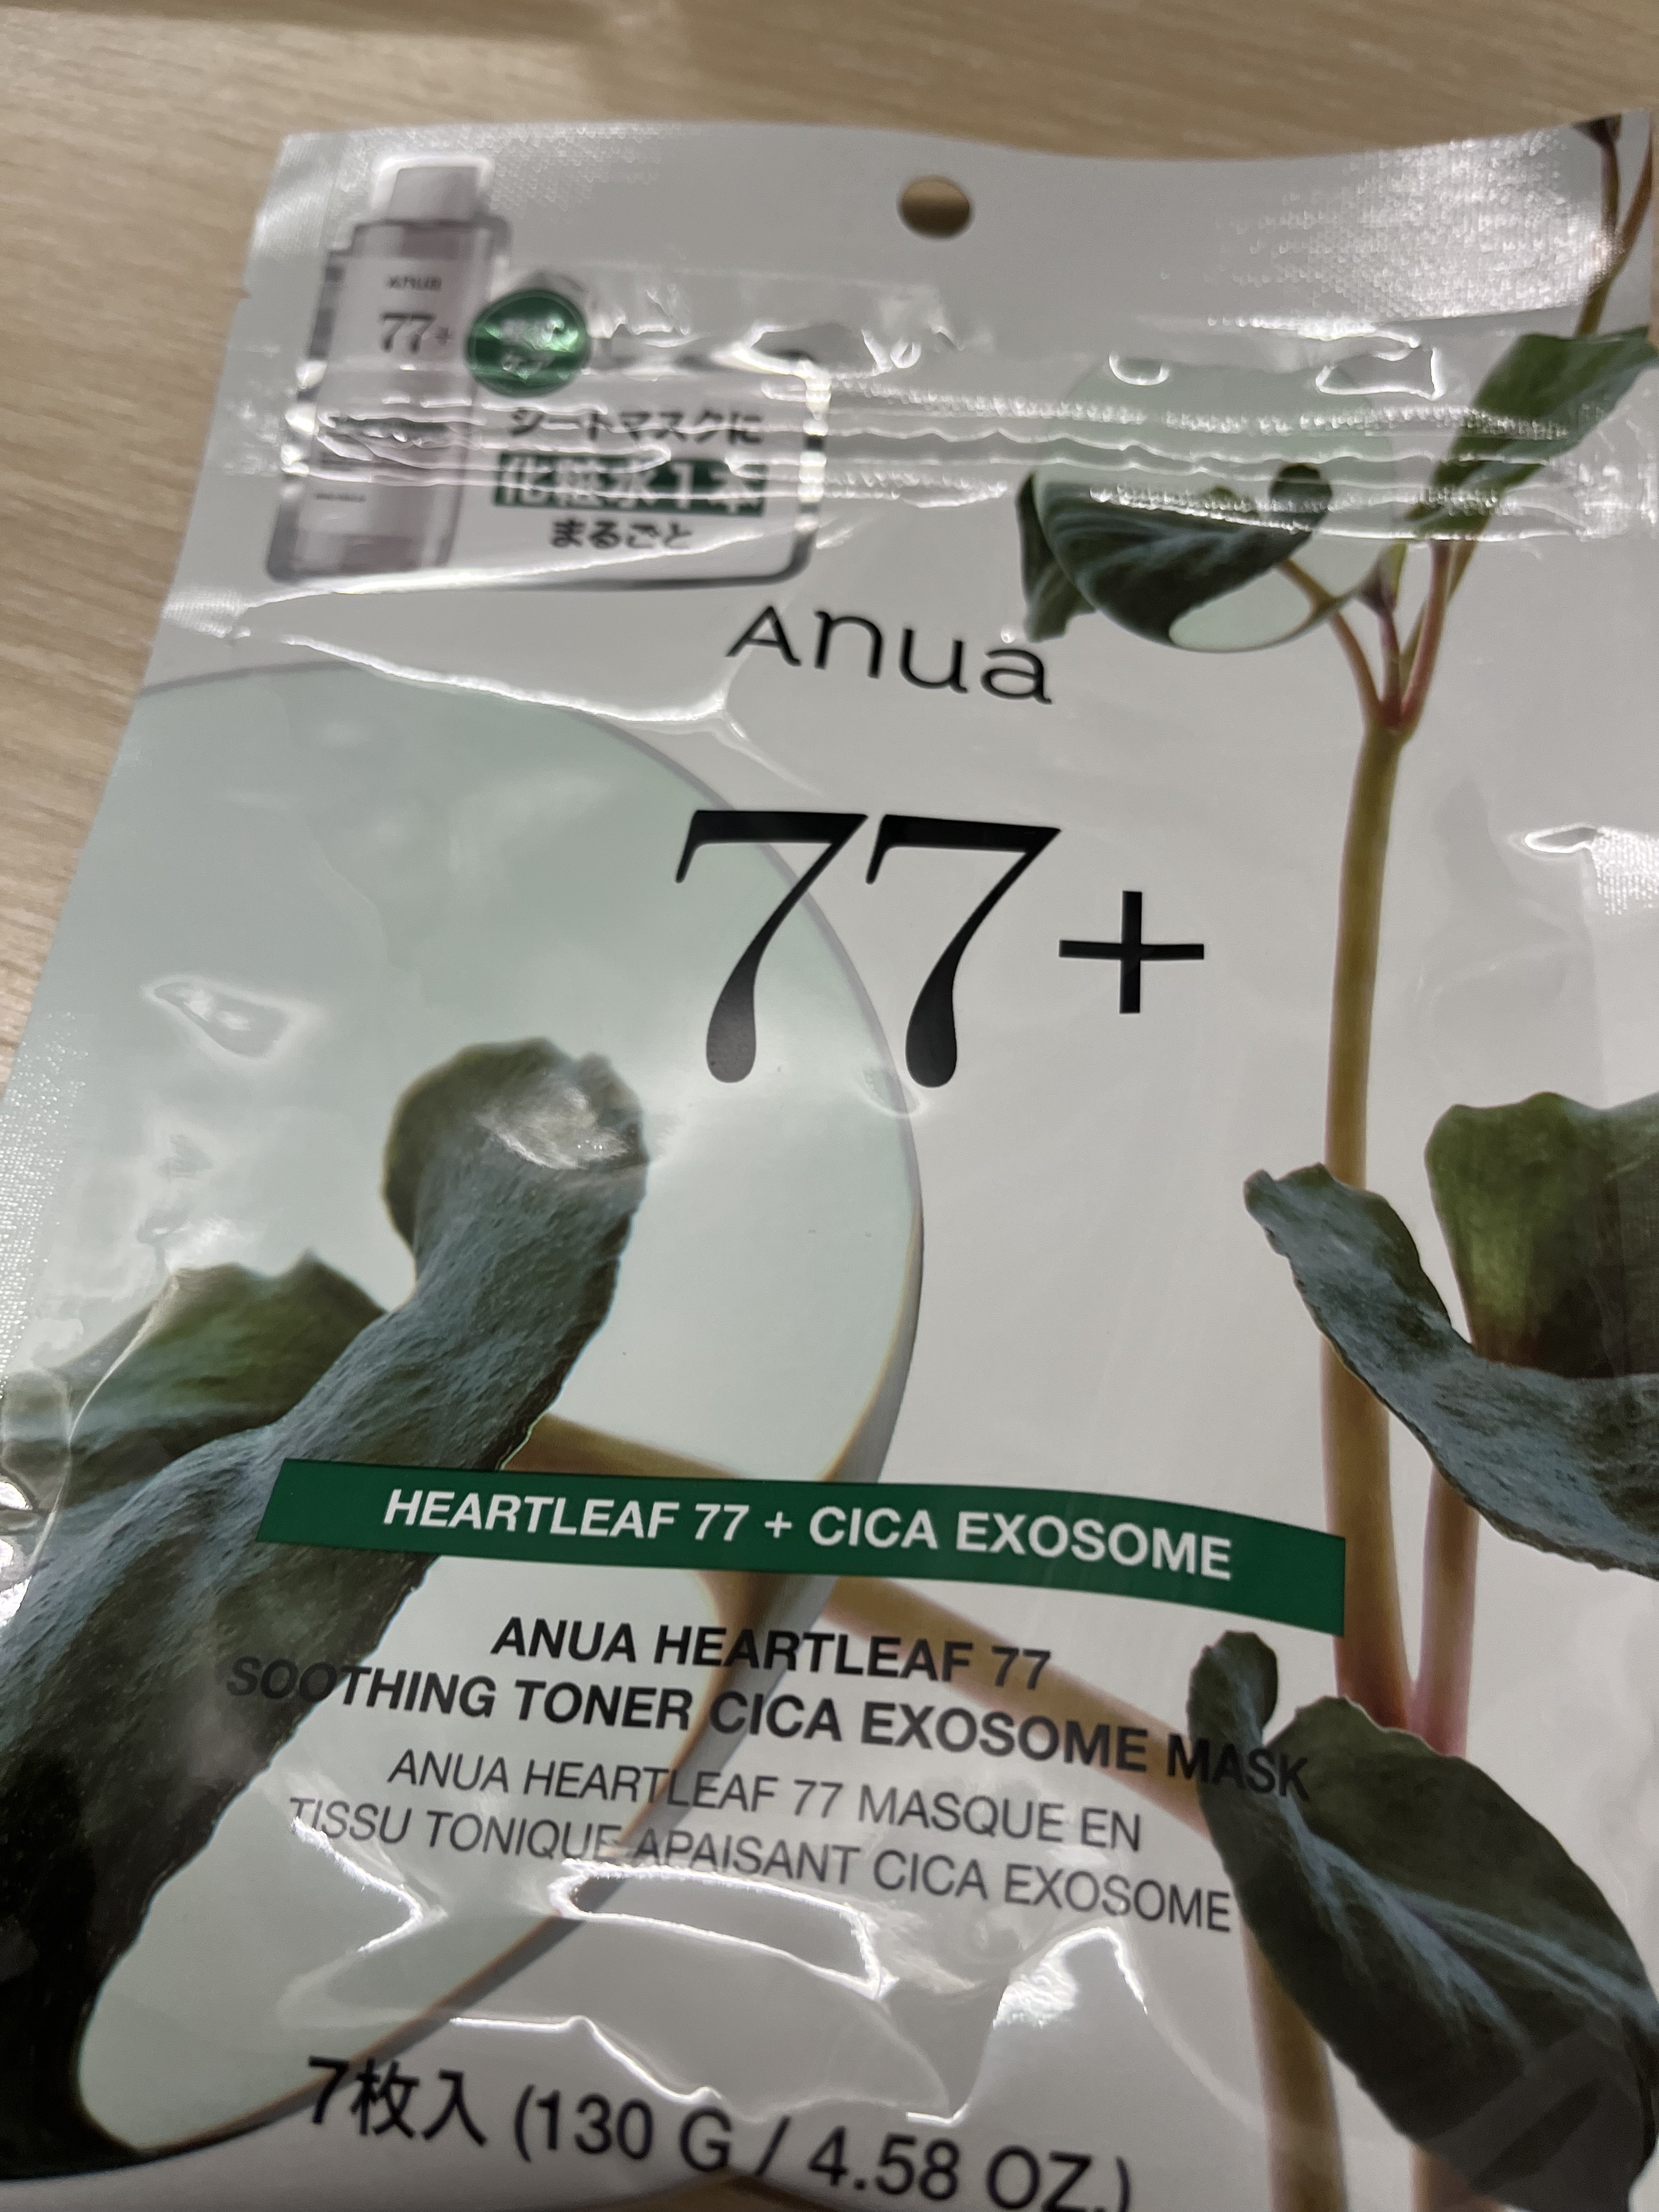 Anua
77+
シートマスクに
化粧水1本
まるごと
Anua
77+
HEARTLEAF 77 + CICA EXOSOME
ANUA HEARTLEAF 77
SOOTHING TONER CICA EXOSOME MASK
ANUA HEARTLEAF 77 MASQUE EN
TISSU TONIQUE APAISANT CICA EXOSOME
7枚入 (130 G / 4.58 OZ.)